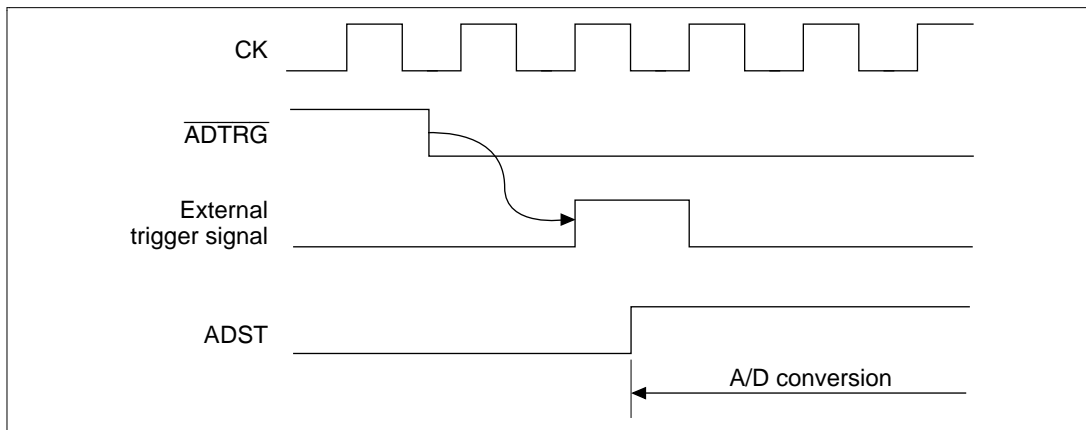 CK
ADTRG
External
trigger signal
ADST
A/D conversion